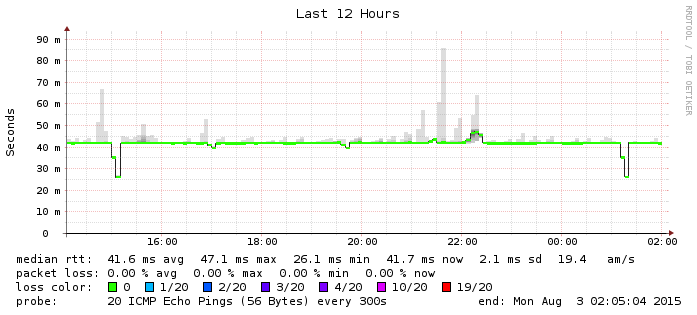 Last 12 Hours
RRDTOOL / TOBI OETIKER
Seconds
90 m
80 m
70 m
60 m
50 m
40 m
30 m
20 m
10 m
0
16:00 18:00 20:00 22:00 00:00 02:00
median rtt: 41.6 ms avg 47.1 ms max 26.1 ms min 41.7 ms now 2.1 ms sd 19.4 am/s
packet loss: 0.00 % avg 0.00 % max 0.00 % min 0.00 % now
loss color: 0 1/20 2/20 3/20 4/20 10/20 19/20
probe: 20 ICMP Echo Pings (56 Bytes) every 300s end: Mon Aug 3 02:05:04 2015